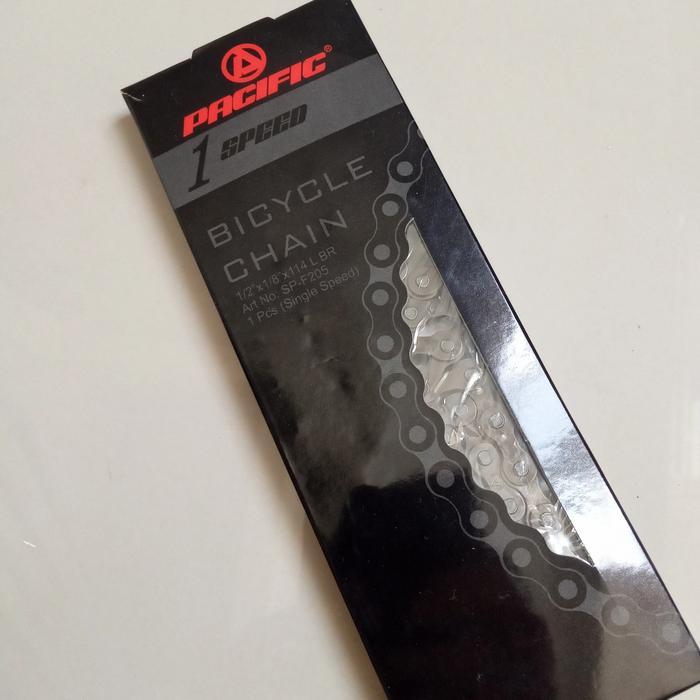 PACIFIC®
1 SPEED
BICYCLE
CHAIN
1/2"x1/8"x114 L BR
Art No. SP-F205
1 Pcs (Single Speed)